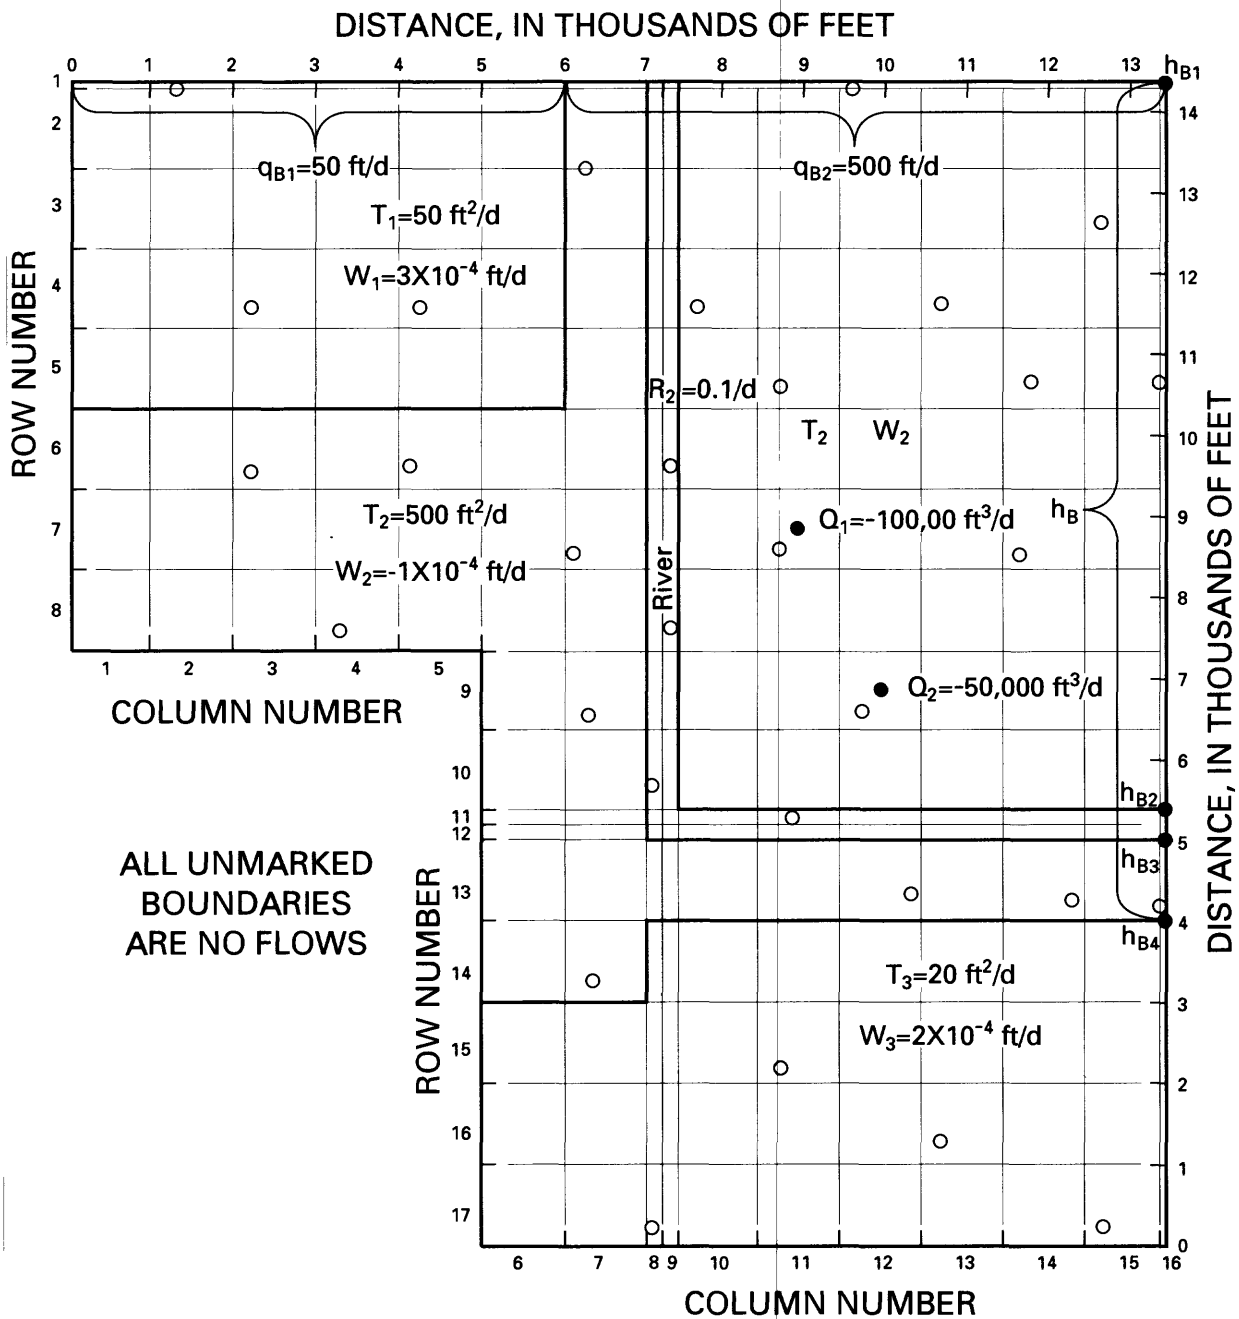 DISTANCE, IN THOUSANDS OF FEET
0 1 2 3 4 5 6 7 8 9 10 11 12 13
hB1
1
2
3
4
5
6
7
8
ROW NUMBER
14
13
12
11
10
9
8
7
6
5
4
3
2
1
0
DISTANCE, IN THOUSANDS OF FEET
qB1=50 ft/d
qB2=500 ft/d
T1=50 ft²/d
W1=3X10⁻⁴ ft/d
R2=0.1/d
T2 W2
hB
T2=500 ft²/d
Q1=-100,00 ft³/d
W2=-1X10⁻⁴ ft/d
River
1 2 3 4 5
COLUMN NUMBER
Q2=-50,000 ft³/d
9
10
11
12
13
14
15
16
17
ROW NUMBER
hB2
hB3
hB4
ALL UNMARKED
BOUNDARIES
ARE NO FLOWS
T3=20 ft²/d
W3=2X10⁻⁴ ft/d
6 7 8 9 10 11 12 13 14 15 16
COLUMN NUMBER